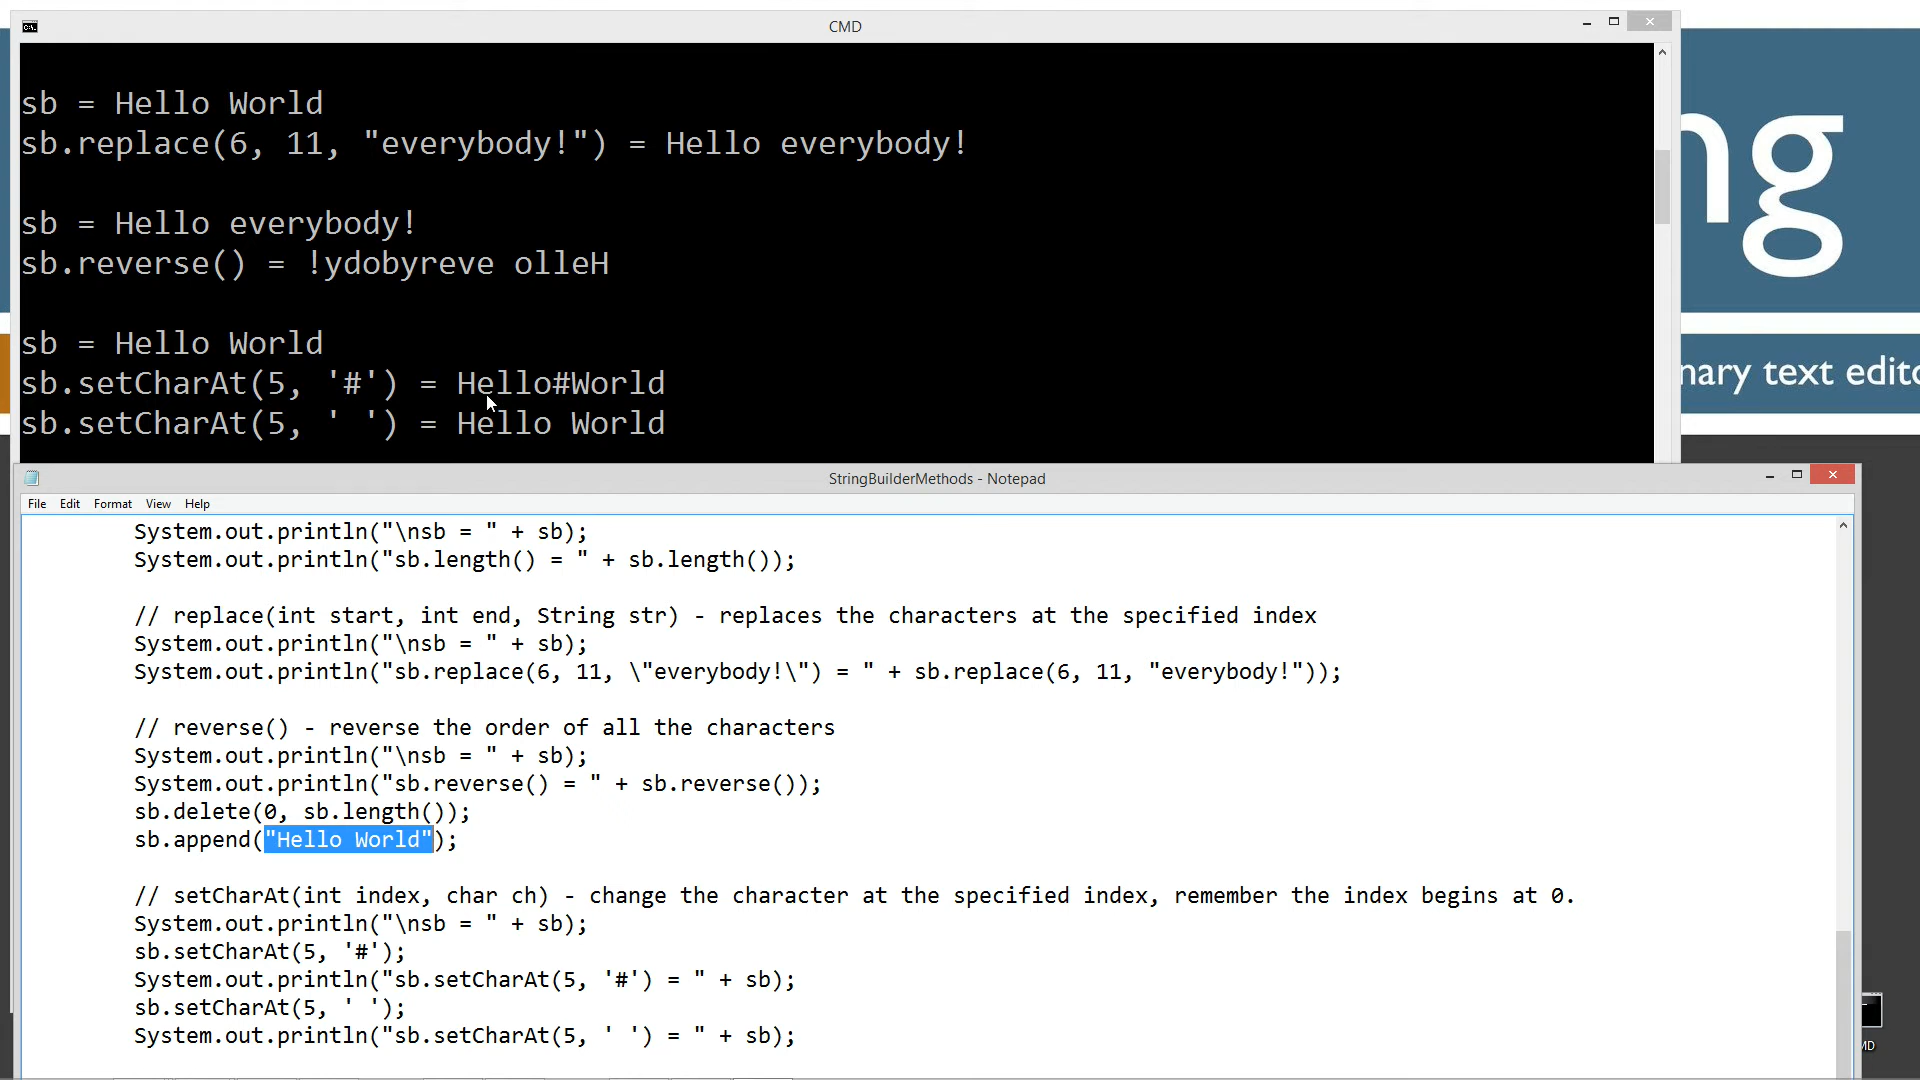 CMD
sb = Hello World
sb.replace(6, 11, "everybody!") = Hello everybody!
sb = Hello everybody!
sb.reverse() = !ydobyreve olleH
sb = Hello World
sb.setCharAt(5, '#') = Hello#World
sb.setCharAt(5, ' ') = Hello World
ng
nary text edito
StringBuilderMethods - Notepad
File Edit Format View Help
System.out.println("\nsb = " + sb);
System.out.println("sb.length() = " + sb.length());
// replace(int start, int end, String str) - replaces the characters at the specified index
System.out.println("\nsb = " + sb);
System.out.println("sb.replace(6, 11, \"everybody!\") = " + sb.replace(6, 11, "everybody!"));
// reverse() - reverse the order of all the characters
System.out.println("\nsb = " + sb);
System.out.println("sb.reverse() = " + sb.reverse());
sb.delete(0, sb.length());
sb.append("Hello World");
// setCharAt(int index, char ch) - change the character at the specified index, remember the index begins at 0.
System.out.println("\nsb = " + sb);
sb.setCharAt(5, '#');
System.out.println("sb.setCharAt(5, '#') = " + sb);
sb.setCharAt(5, ' ');
System.out.println("sb.setCharAt(5, ' ') = " + sb);
MD